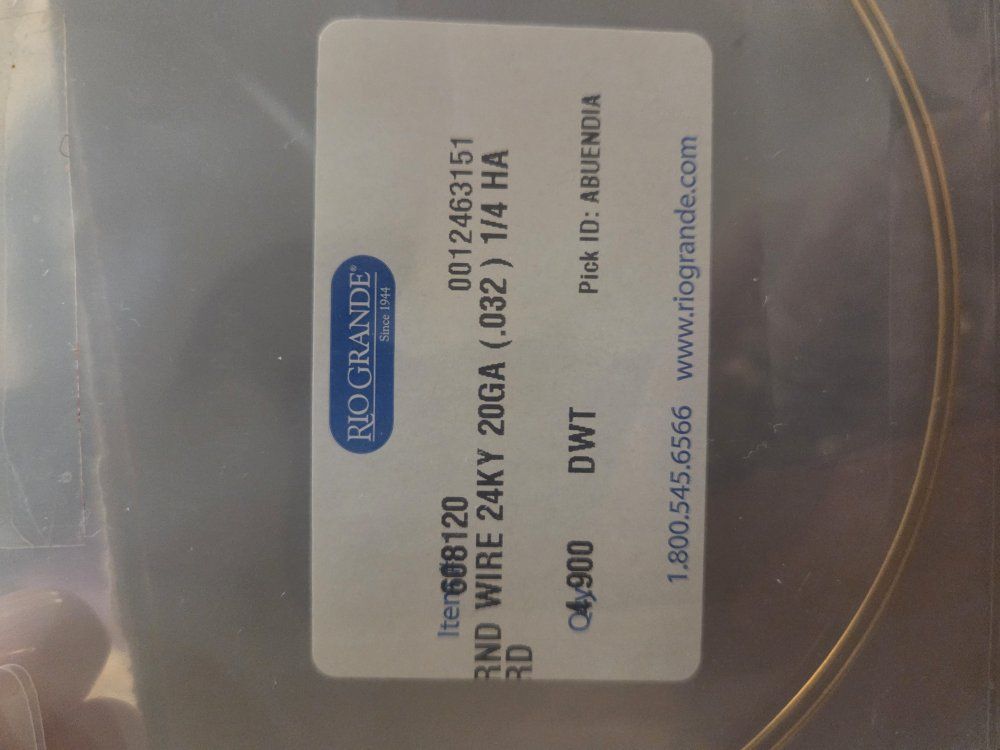 RIO GRANDE®
Since 1944
Item 608120 0012463151
RND WIRE 24KY 20GA (.032 ) 1/4 HA
RD
Qty 4.900 DWT Pick ID: ABUENDIA
1.800.545.6566 www.riogrande.com